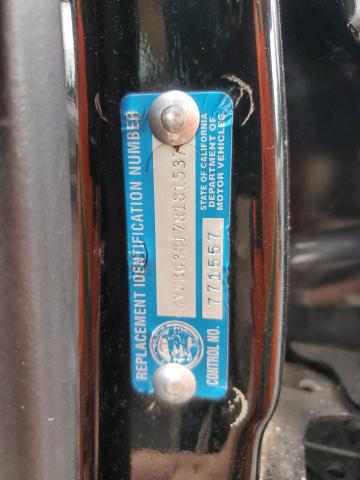 REPLACEMENT IDENTIFICATION NUMBER
STATE OF CALIFORNIA
DEPARTMENT OF
MOTOR VEHICLES
CONTROL NO. 771557